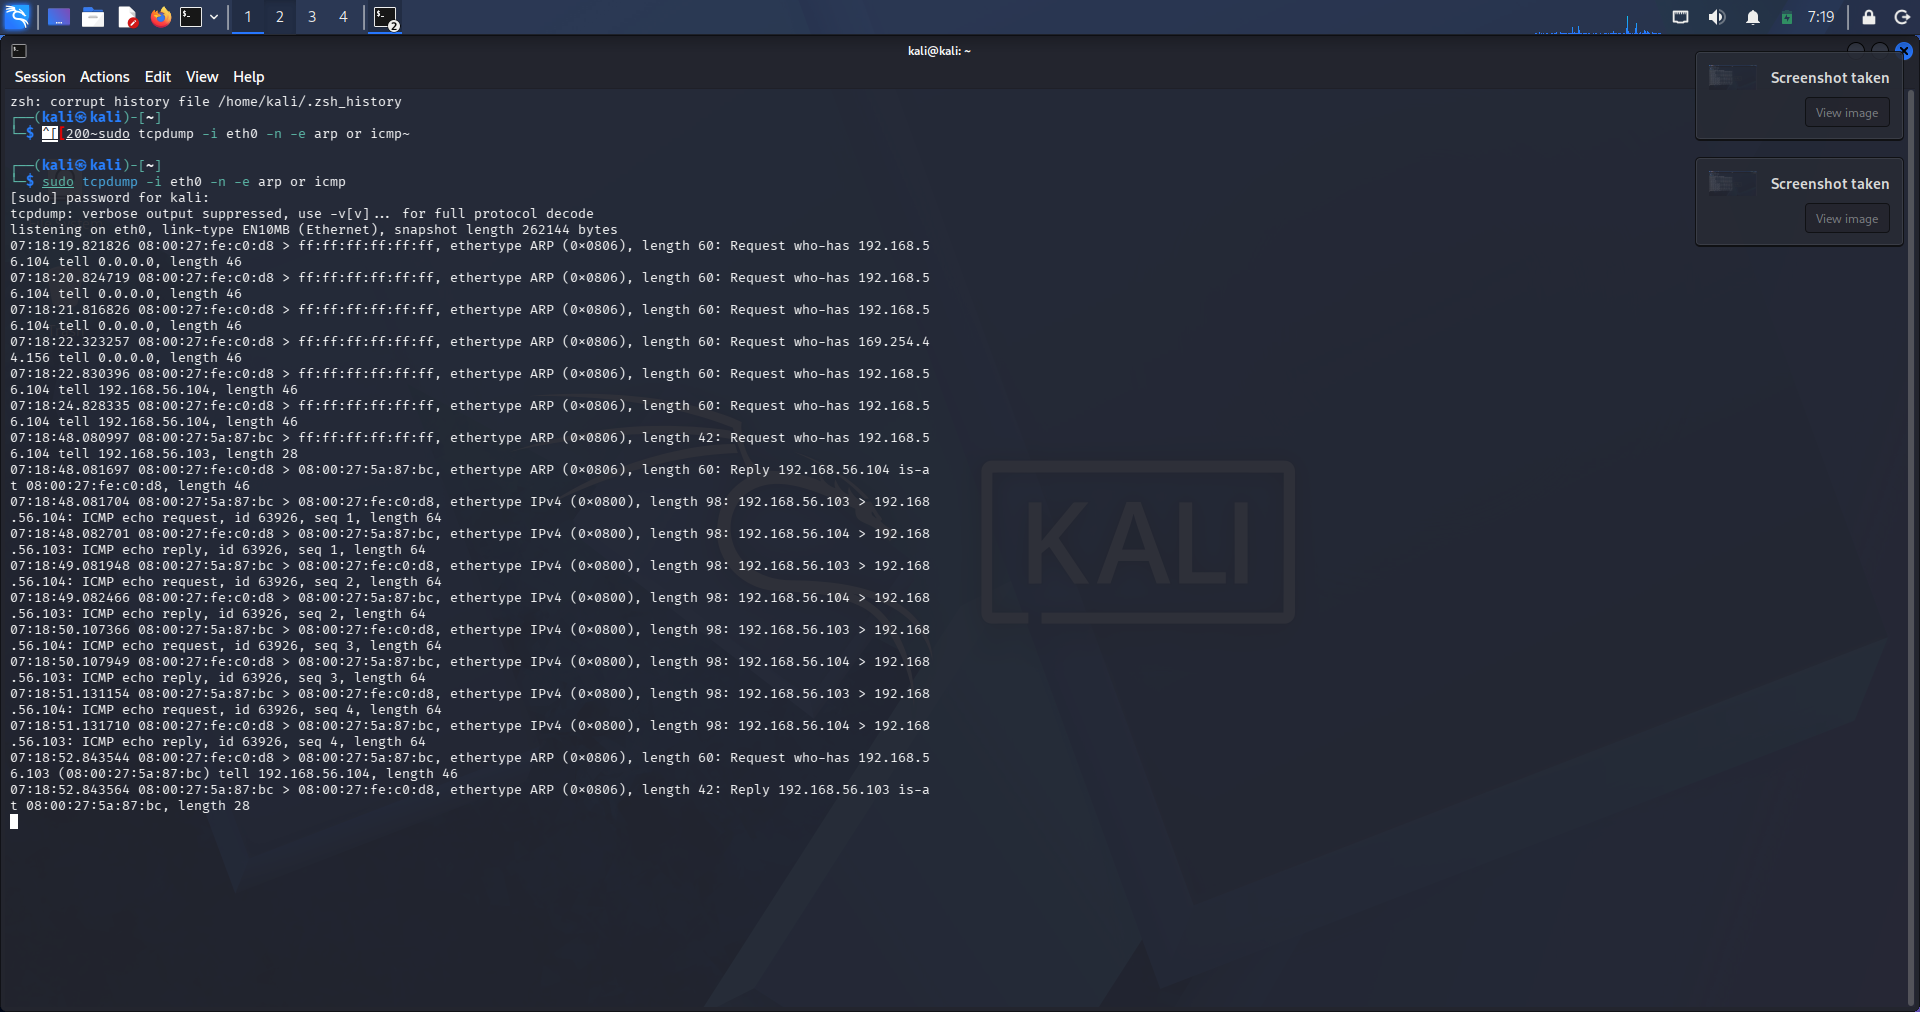 1 2 3 4 2 7:19
kali@kali: ~
Session Actions Edit View Help
Screenshot taken
View image
Screenshot taken
View image
zsh: corrupt history file /home/kali/.zsh_history
┌──(kali㉿kali)-[~]
└─$ ^[[200~sudo tcpdump -i eth0 -n -e arp or icmp~
┌──(kali㉿kali)-[~]
└─$ sudo tcpdump -i eth0 -n -e arp or icmp
[sudo] password for kali:
tcpdump: verbose output suppressed, use -v[v]... for full protocol decode
listening on eth0, link-type EN10MB (Ethernet), snapshot length 262144 bytes
07:18:19.821826 08:00:27:fe:c0:d8 > ff:ff:ff:ff:ff:ff, ethertype ARP (0x0806), length 60: Request who-has 192.168.5
6.104 tell 0.0.0.0, length 46
07:18:20.824719 08:00:27:fe:c0:d8 > ff:ff:ff:ff:ff:ff, ethertype ARP (0x0806), length 60: Request who-has 192.168.5
6.104 tell 0.0.0.0, length 46
07:18:21.816826 08:00:27:fe:c0:d8 > ff:ff:ff:ff:ff:ff, ethertype ARP (0x0806), length 60: Request who-has 192.168.5
6.104 tell 0.0.0.0, length 46
07:18:22.323257 08:00:27:fe:c0:d8 > ff:ff:ff:ff:ff:ff, ethertype ARP (0x0806), length 60: Request who-has 169.254.4
4.156 tell 0.0.0.0, length 46
07:18:22.830396 08:00:27:fe:c0:d8 > ff:ff:ff:ff:ff:ff, ethertype ARP (0x0806), length 60: Request who-has 192.168.5
6.104 tell 192.168.56.104, length 46
07:18:24.828335 08:00:27:fe:c0:d8 > ff:ff:ff:ff:ff:ff, ethertype ARP (0x0806), length 60: Request who-has 192.168.5
6.104 tell 192.168.56.104, length 46
07:18:48.080997 08:00:27:5a:87:bc > ff:ff:ff:ff:ff:ff, ethertype ARP (0x0806), length 42: Request who-has 192.168.5
6.104 tell 192.168.56.103, length 28
07:18:48.081697 08:00:27:fe:c0:d8 > 08:00:27:5a:87:bc, ethertype ARP (0x0806), length 60: Reply 192.168.56.104 is-a
t 08:00:27:fe:c0:d8, length 46
07:18:48.081704 08:00:27:5a:87:bc > 08:00:27:fe:c0:d8, ethertype IPv4 (0x0800), length 98: 192.168.56.103 > 192.168
.56.104: ICMP echo request, id 63926, seq 1, length 64
07:18:48.082701 08:00:27:fe:c0:d8 > 08:00:27:5a:87:bc, ethertype IPv4 (0x0800), length 98: 192.168.56.104 > 192.168
.56.103: ICMP echo reply, id 63926, seq 1, length 64
07:18:49.081948 08:00:27:5a:87:bc > 08:00:27:fe:c0:d8, ethertype IPv4 (0x0800), length 98: 192.168.56.103 > 192.168
.56.104: ICMP echo request, id 63926, seq 2, length 64
07:18:49.082466 08:00:27:fe:c0:d8 > 08:00:27:5a:87:bc, ethertype IPv4 (0x0800), length 98: 192.168.56.104 > 192.168
.56.103: ICMP echo reply, id 63926, seq 2, length 64
07:18:50.107366 08:00:27:5a:87:bc > 08:00:27:fe:c0:d8, ethertype IPv4 (0x0800), length 98: 192.168.56.103 > 192.168
.56.104: ICMP echo request, id 63926, seq 3, length 64
07:18:50.107949 08:00:27:fe:c0:d8 > 08:00:27:5a:87:bc, ethertype IPv4 (0x0800), length 98: 192.168.56.104 > 192.168
.56.103: ICMP echo reply, id 63926, seq 3, length 64
07:18:51.131154 08:00:27:5a:87:bc > 08:00:27:fe:c0:d8, ethertype IPv4 (0x0800), length 98: 192.168.56.103 > 192.168
.56.104: ICMP echo request, id 63926, seq 4, length 64
07:18:51.131710 08:00:27:fe:c0:d8 > 08:00:27:5a:87:bc, ethertype IPv4 (0x0800), length 98: 192.168.56.104 > 192.168
.56.103: ICMP echo reply, id 63926, seq 4, length 64
07:18:52.843544 08:00:27:fe:c0:d8 > 08:00:27:5a:87:bc, ethertype ARP (0x0806), length 60: Request who-has 192.168.5
6.103 (08:00:27:5a:87:bc) tell 192.168.56.104, length 46
07:18:52.843564 08:00:27:5a:87:bc > 08:00:27:fe:c0:d8, ethertype ARP (0x0806), length 42: Reply 192.168.56.103 is-a
t 08:00:27:5a:87:bc, length 28
KALI